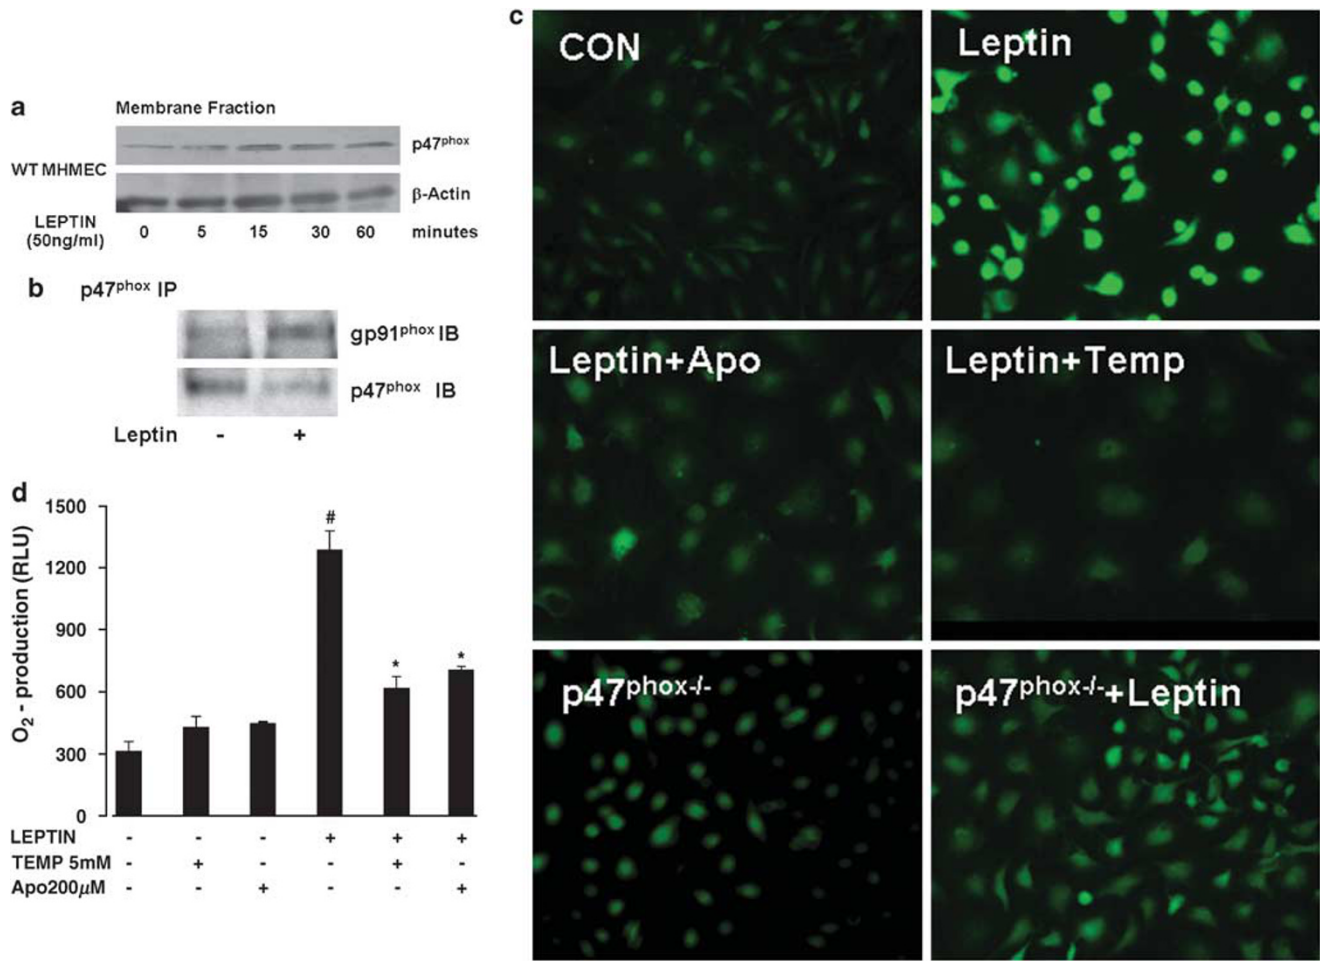 a
Membrane Fraction
p47phox
WT MHMEC
β-Actin
LEPTIN
(50ng/ml)
0 5 15 30 60 minutes
b
p47phox IP
gp91phox IB
p47phox IB
Leptin - +
c
CON
Leptin
Leptin+Apo
Leptin+Temp
p47phox-/-
p47phox-/-+Leptin
d
O2 - production (RLU)
1500
1200
900
600
300
0
#
*
*
LEPTIN - - - + + +
TEMP 5mM - + - - + -
Apo200µM - - + - - +